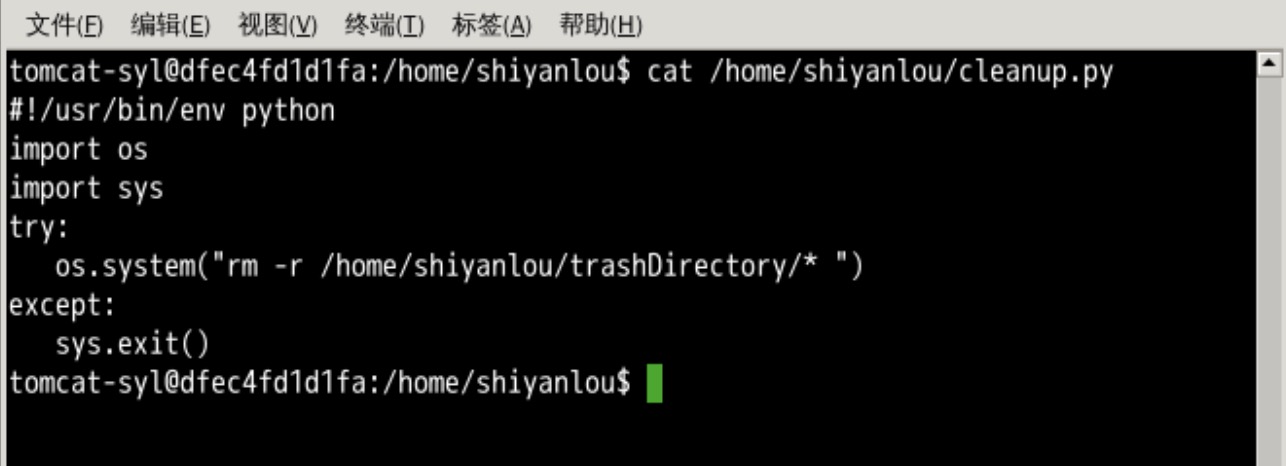 文件(F) 编辑(E) 视图(V) 终端(T) 标签(A) 帮助(H)
tomcat-syl@dfec4fd1d1fa:/home/shiyanlou$ cat /home/shiyanlou/cleanup.py
#!/usr/bin/env python
import os
import sys
try:
   os.system("rm -r /home/shiyanlou/trashDirectory/* ")
except:
   sys.exit()
tomcat-syl@dfec4fd1d1fa:/home/shiyanlou$